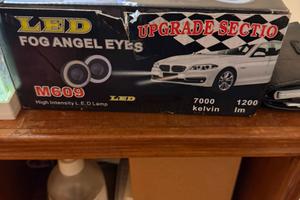 LED
FOG ANGEL EYES
UPGRADE SECTIO
M609
High Intensity L.E.D Lamp
LED
7000
kelvin
1200
lm